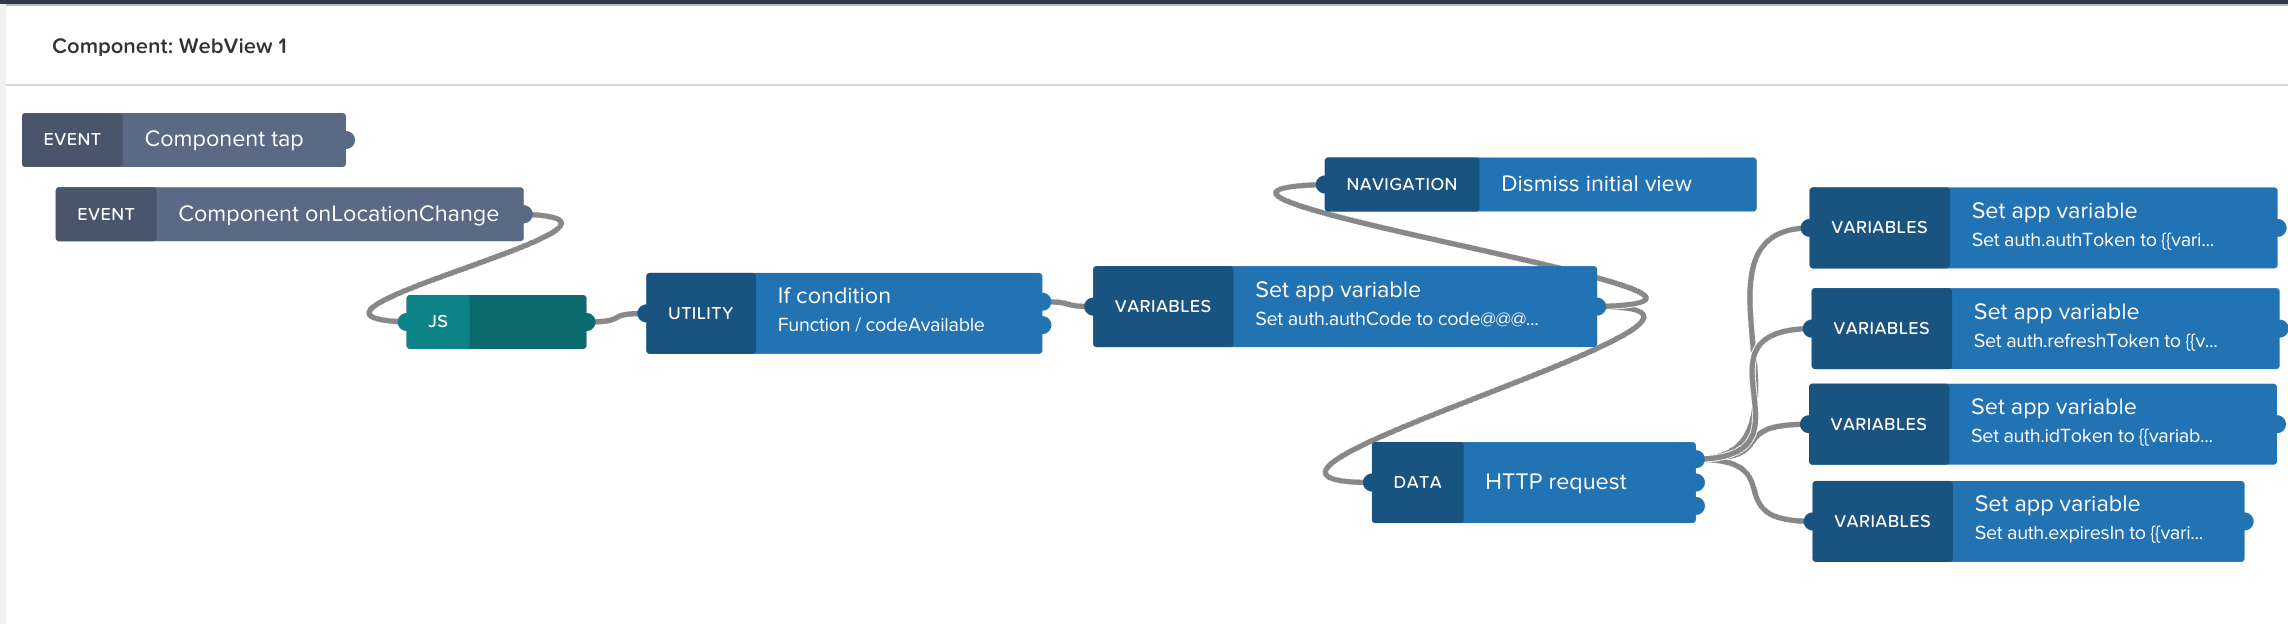 Component: WebView 1
EVENT
Component tap
EVENT
Component onLocationChange
JS
UTILITY
If condition
Function / codeAvailable
VARIABLES
Set app variable
Set auth.authCode to code@@@...
NAVIGATION
Dismiss initial view
DATA
HTTP request
VARIABLES
Set app variable
Set auth.authToken to {{vari...
VARIABLES
Set app variable
Set auth.refreshToken to {{v...
VARIABLES
Set app variable
Set auth.idToken to {{variab...
VARIABLES
Set app variable
Set auth.expiresIn to {{vari...